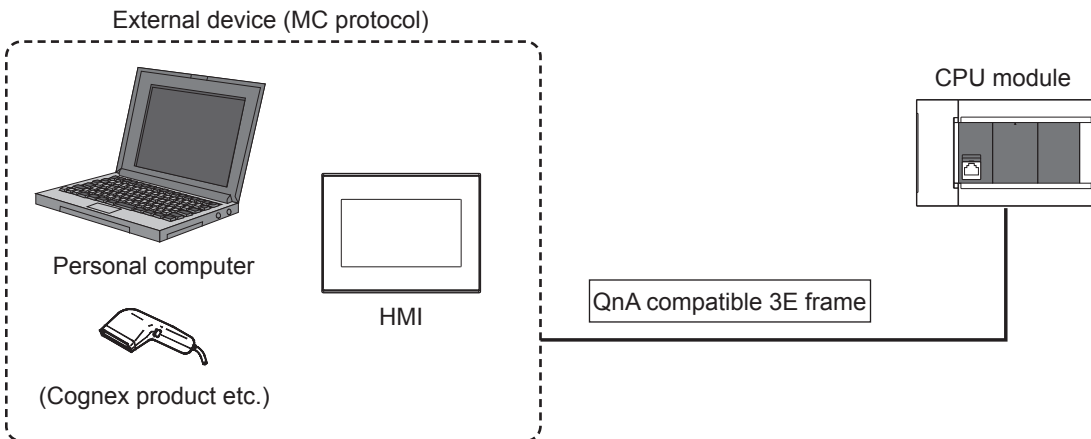 External device (MC protocol)
CPU module
Personal computer
HMI
QnA compatible 3E frame
(Cognex product etc.)